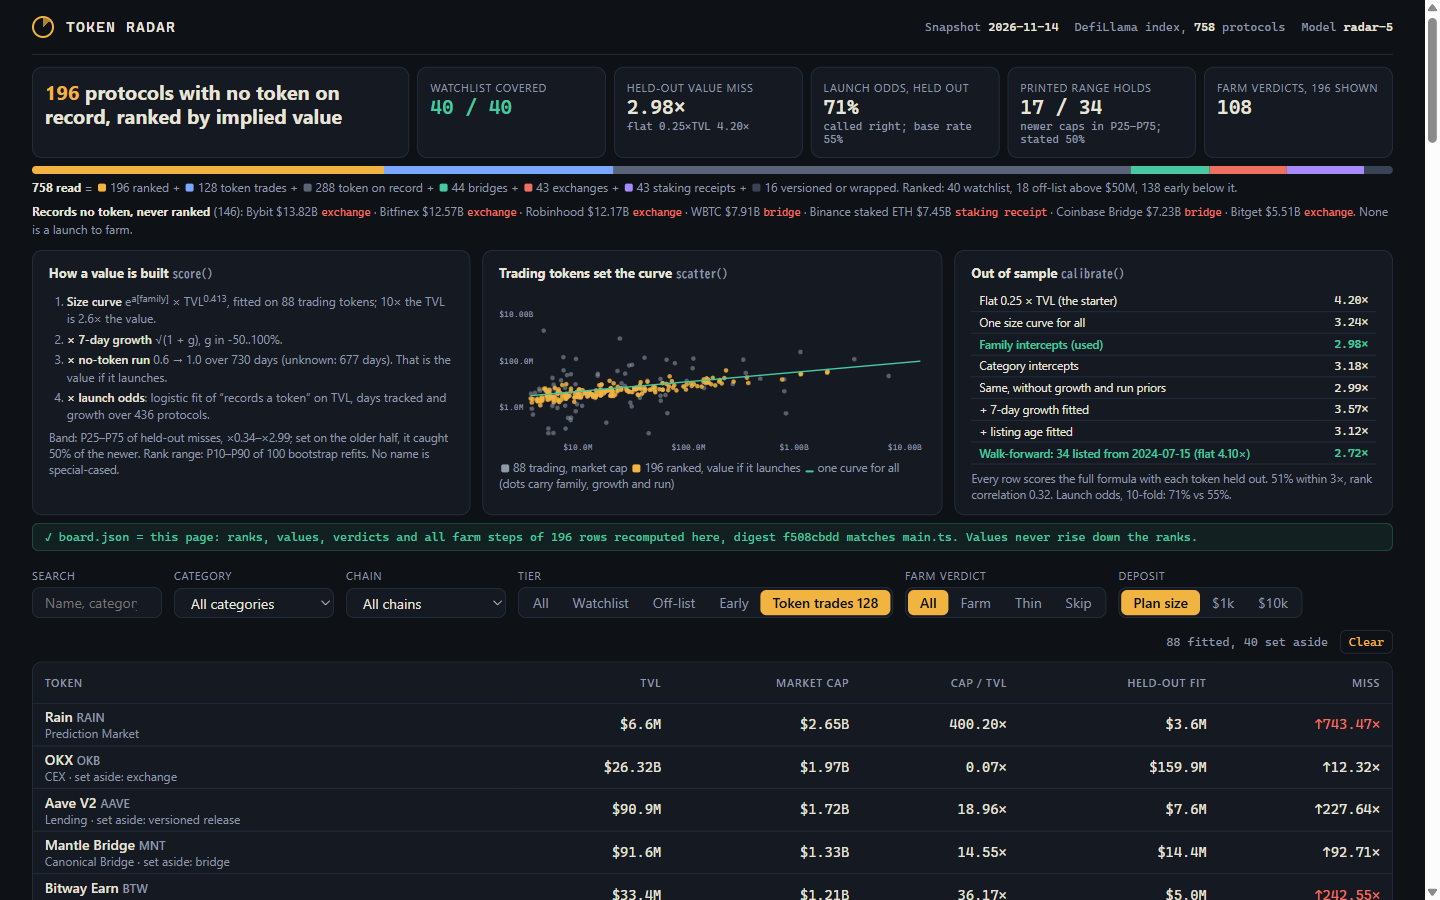 TOKEN RADAR
Snapshot 2026-11-14 DefiLlama index, 758 protocols Model radar-5
196 protocols with no token on
record, ranked by implied value
WATCHLIST COVERED
40 / 40
HELD-OUT VALUE MISS
2.98×
flat 0.25×TVL 4.20×
LAUNCH ODDS, HELD OUT
71%
called right; base rate
55%
PRINTED RANGE HOLDS
17 / 34
newer caps in P25–P75;
stated 50%
FARM VERDICTS, 196 SHOWN
108
758 read = 196 ranked + 128 token trades + 288 token on record + 44 bridges + 43 exchanges + 43 staking receipts + 16 versioned or wrapped. Ranked: 40 watchlist, 18 off-list above $50M, 138 early below it.
Records no token, never ranked (146): Bybit $13.82B exchange · Bitfinex $12.57B exchange · Robinhood $12.17B exchange · WBTC $7.91B bridge · Binance staked ETH $7.45B staking receipt · Coinbase Bridge $7.23B bridge · Bitget $5.51B exchange. None
is a launch to farm.
How a value is built score()
1. Size curve e^a[family] × TVL^0.413, fitted on 88 trading tokens; 10× the TVL
is 2.6× the value.
2. × 7-day growth √(1 + g), g in -50..100%.
3. × no-token run 0.6 → 1.0 over 730 days (unknown: 677 days). That is the
value if it launches.
4. × launch odds: logistic fit of “records a token” on TVL, days tracked and
growth over 436 protocols.
Band: P25–P75 of held-out misses, ×0.34–×2.99; set on the older half, it caught
50% of the newer. Rank range: P10–P90 of 100 bootstrap refits. No name is
special-cased.
Trading tokens set the curve scatter()
$10.00B
$100.0M
$1.0M
$10.0M $100.0M $1.00B $10.00B
88 trading, market cap 196 ranked, value if it launches one curve for all
(dots carry family, growth and run)
Out of sample calibrate()
Flat 0.25 × TVL (the starter) 4.20×
One size curve for all 3.24×
Family intercepts (used) 2.98×
Category intercepts 3.18×
Same, without growth and run priors 2.99×
+ 7-day growth fitted 3.57×
+ listing age fitted 3.12×
Walk-forward: 34 listed from 2024-07-15 (flat 4.10×) 2.72×
Every row scores the full formula with each token held out. 51% within 3×, rank
correlation 0.32. Launch odds, 10-fold: 71% vs 55%.
✓ board.json = this page: ranks, values, verdicts and all farm steps of 196 rows recomputed here, digest f508cbdd matches main.ts. Values never rise down the ranks.
SEARCH CATEGORY CHAIN TIER FARM VERDICT DEPOSIT
Name, categor All categories All chains All Watchlist Off-list Early Token trades 128 All Farm Thin Skip Plan size $1k $10k
88 fitted, 40 set aside Clear
TOKEN TVL MARKET CAP CAP / TVL HELD-OUT FIT MISS
Rain RAIN
Prediction Market
$6.6M $2.65B 400.20× $3.6M ↑743.47×
OKX OKB
CEX · set aside: exchange
$26.32B $1.97B 0.07× $159.9M ↑12.32×
Aave V2 AAVE
Lending · set aside: versioned release
$90.9M $1.72B 18.96× $7.6M ↑227.64×
Mantle Bridge MNT
Canonical Bridge · set aside: bridge
$91.6M $1.33B 14.55× $14.4M ↑92.71×
Bitway Earn BTW
$33.4M $1.21B 36.17× $5.0M ↑242.55×